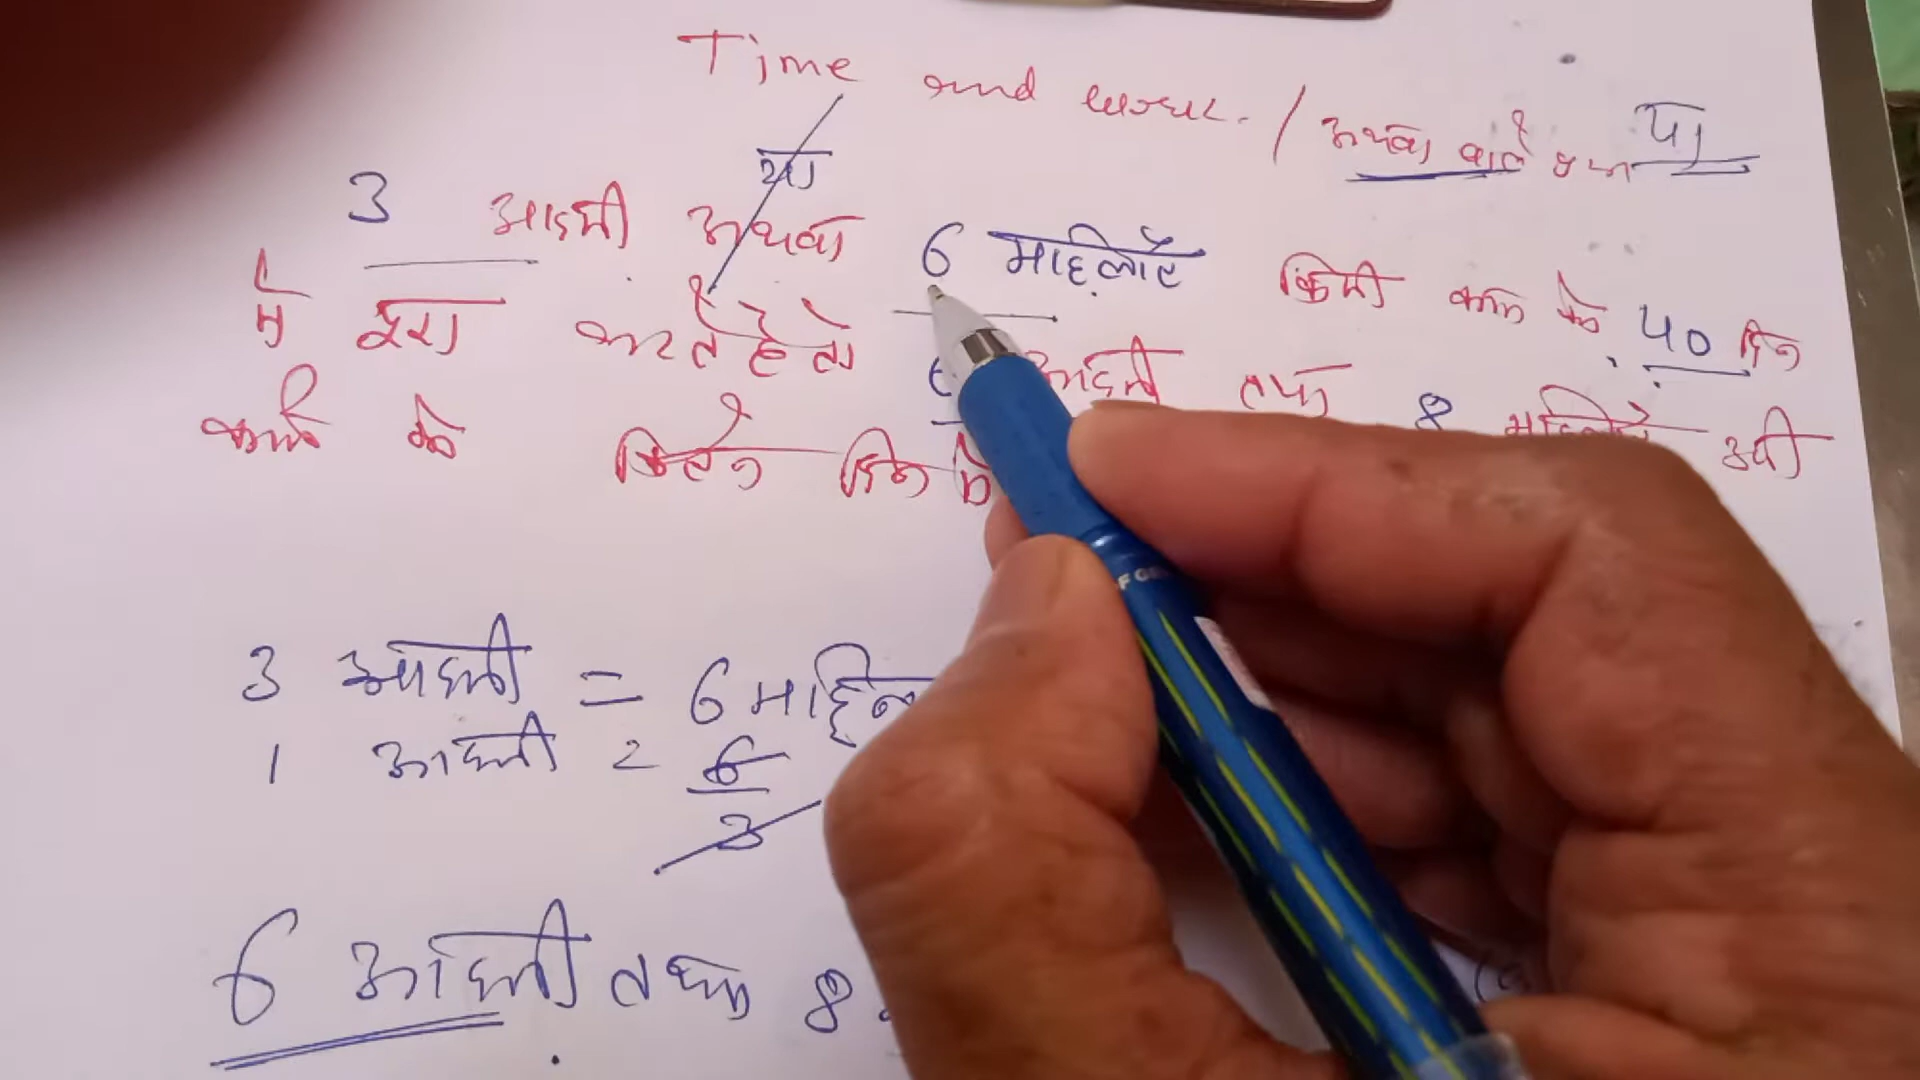 Time and work. / अथवा वाले प्रश्न या
या
3 आदमी अथवा 6 महिलाऐं किसी काम को 40 दिन
में पूरा करते है तो 6 आदमी तथा 8 महिलाऐं उसी
काम को कितने दिन में
3 आदमी = 6 महिला
1 आदमी = 6/3
6 आदमी तथा 8